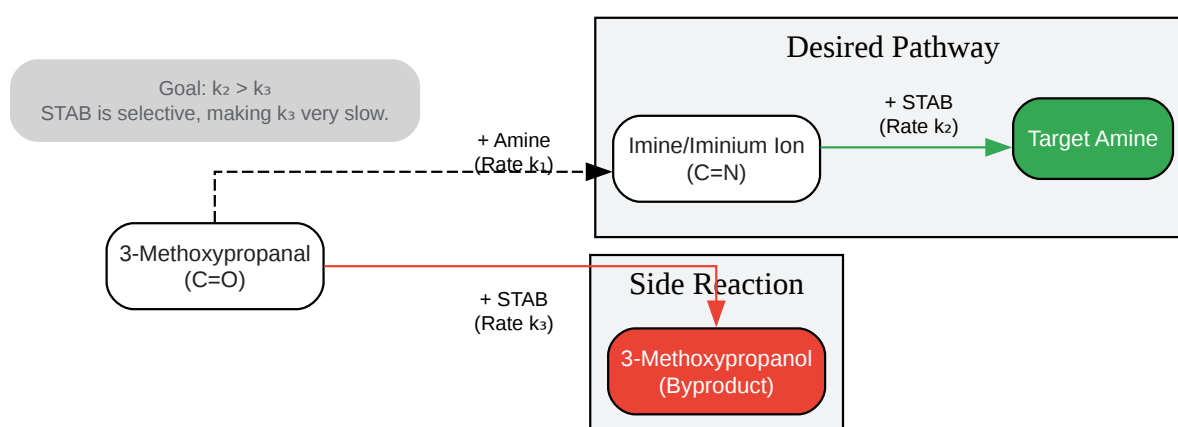 Desired Pathway
Goal: k₂ > k₃
STAB is selective, making k₃ very slow.
+ STAB
(Rate k₂)
+ Amine
(Rate k₁)
Imine/Iminium Ion
(C=N)
Target Amine
3-Methoxypropanal
(C=O)
Side Reaction
+ STAB
(Rate k₃)
3-Methoxypropanol
(Byproduct)